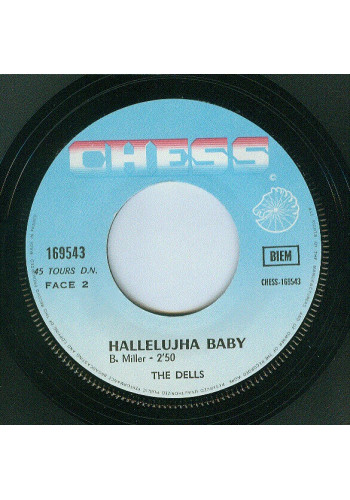 CHESS
©
169543
45 TOURS D.N.
FACE 2
BIEM
CHESS-169543
HALLELUJHA BABY
B. Miller - 2'50
THE DELLS